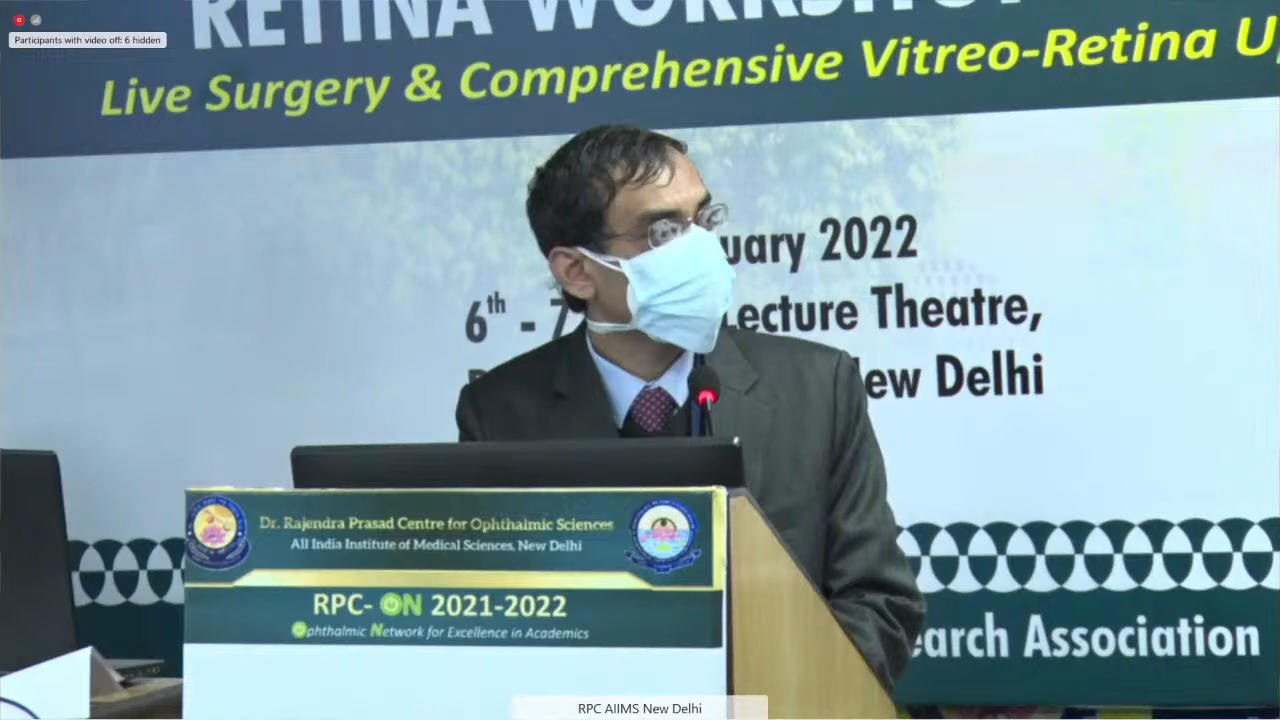 Participants with video off: 6 hidden
RETINA WORKSHOP
Live Surgery & Comprehensive Vitreo-Retina U
uary 2022
6th - 7 Lecture Theatre,
ew Delhi
Dr. Rajendra Prasad Centre for Ophthalmic Sciences
All India Institute of Medical Sciences, New Delhi
RPC-ON 2021-2022
Ophthalmic Network for Excellence in Academics
earch Association
RPC AIIMS New Delhi